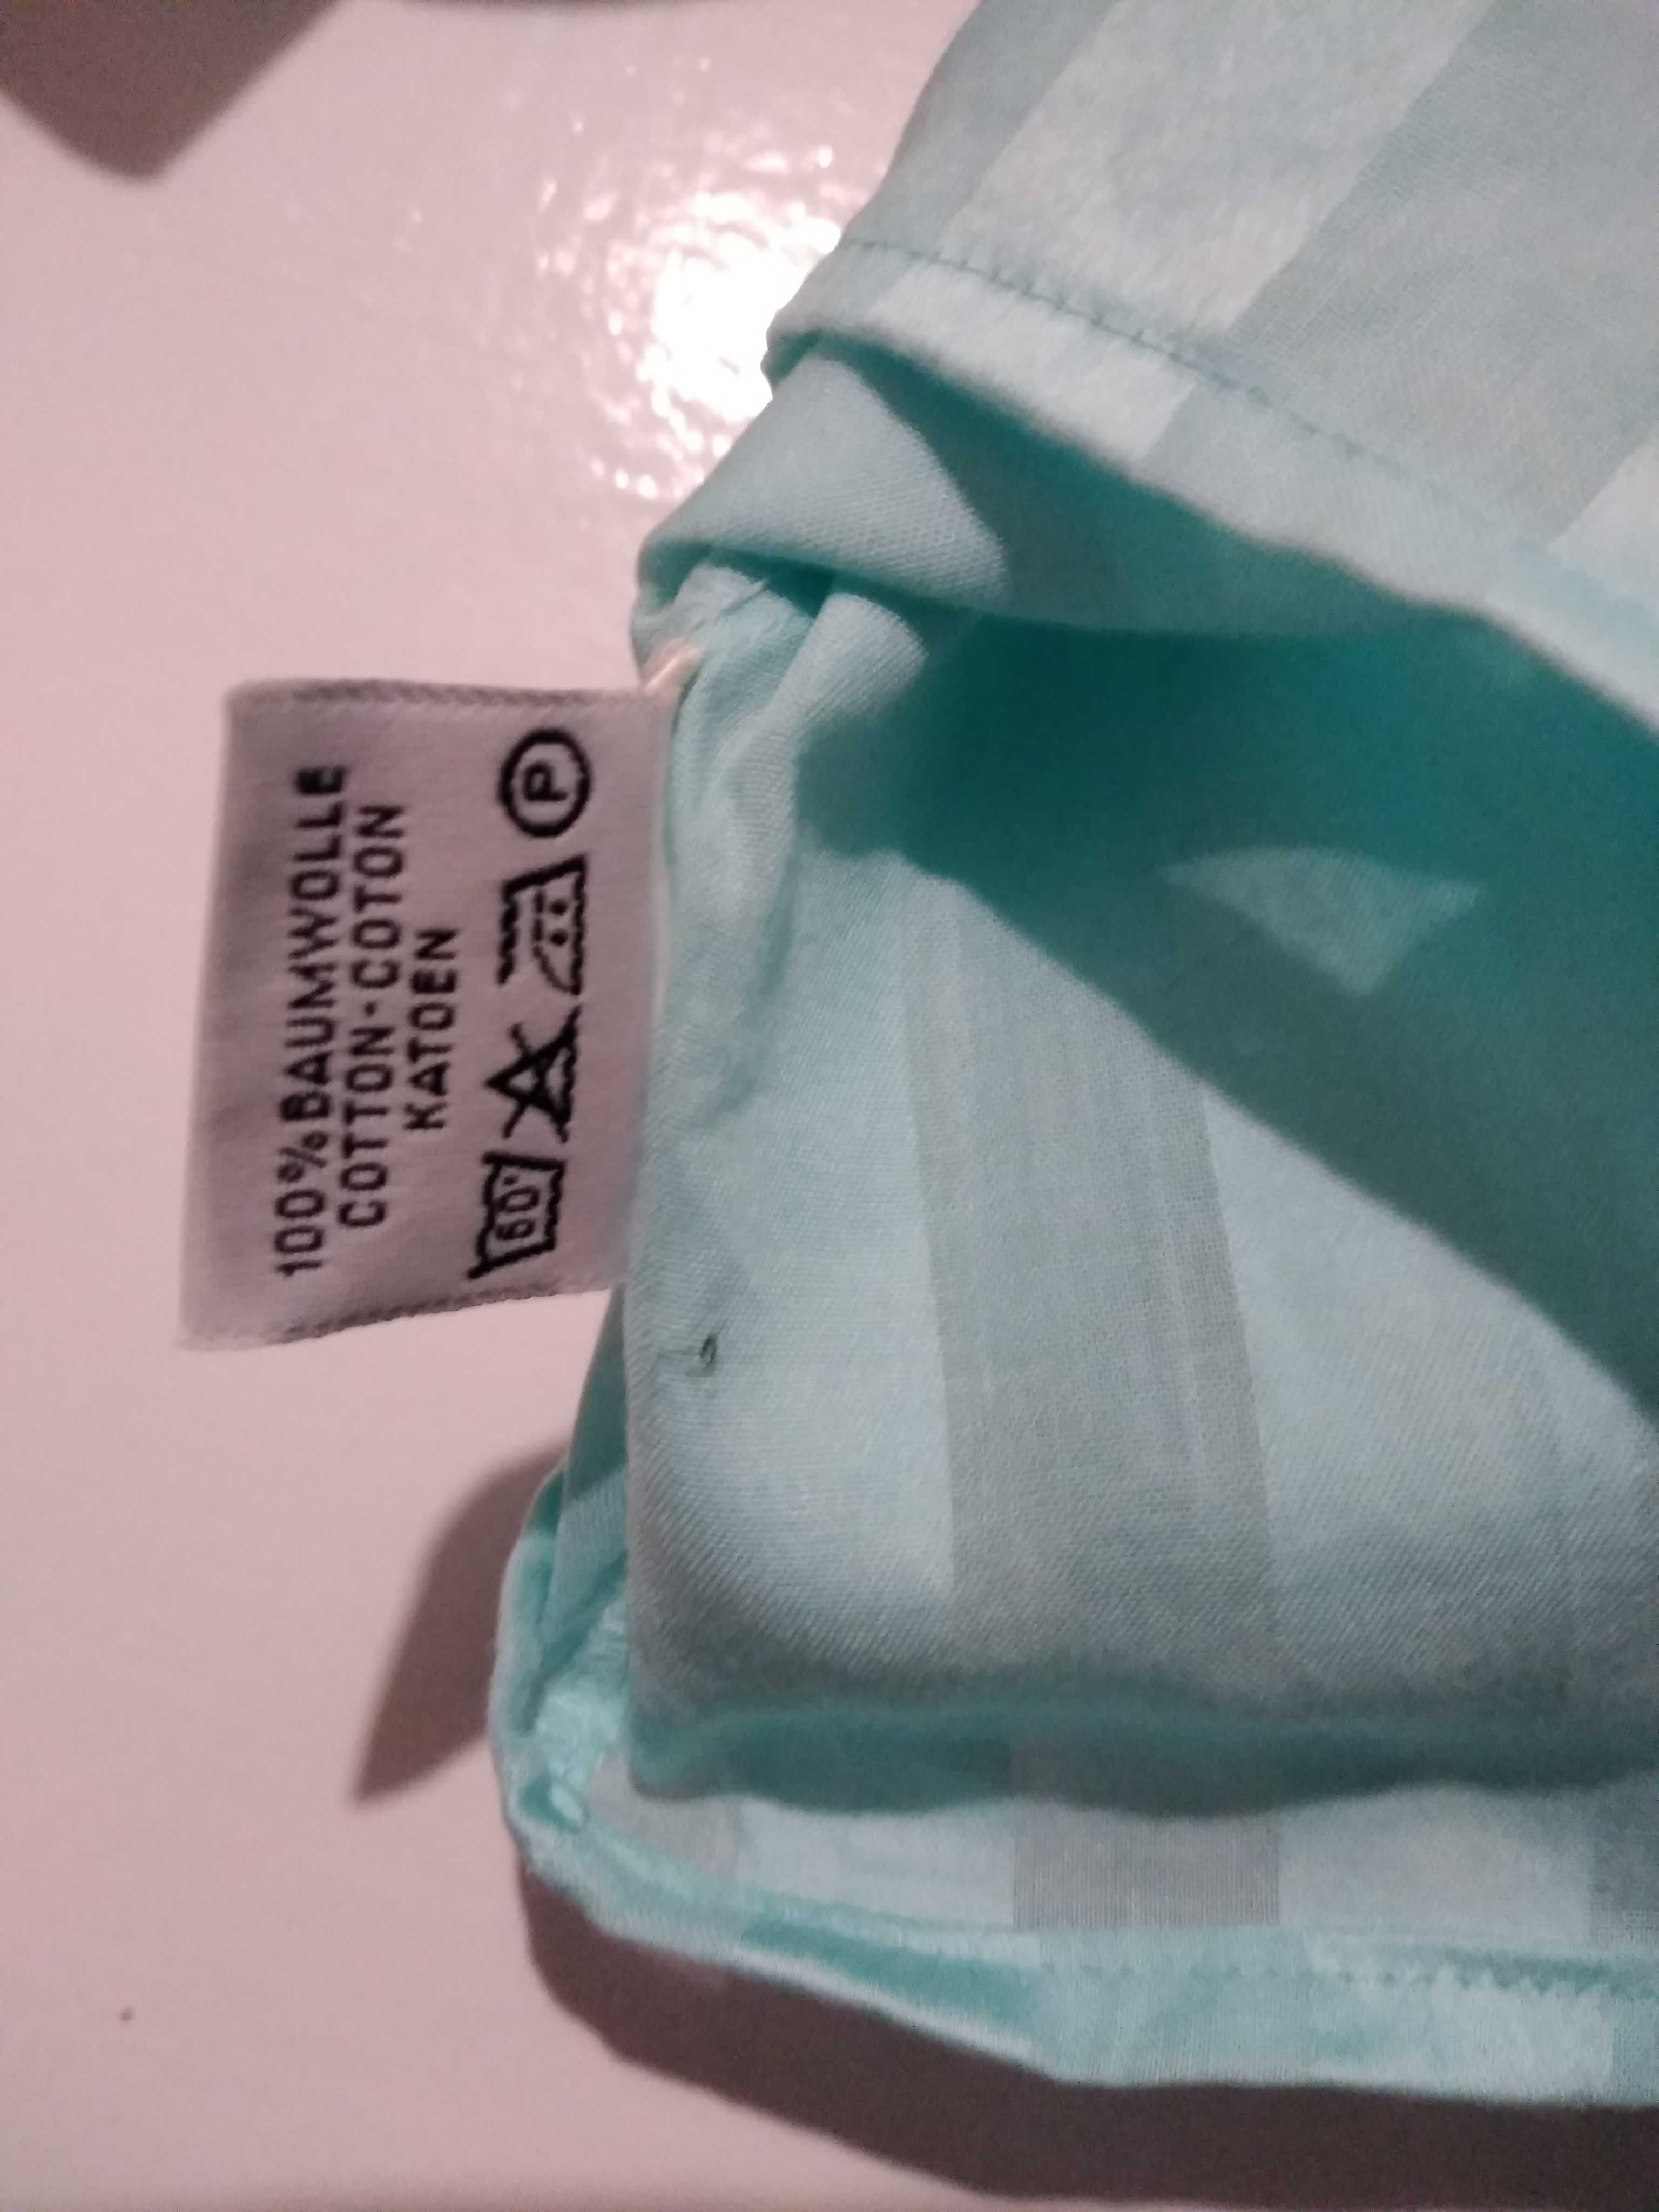 100% BAUMWOLLE
COTTON-COTON
KATOEN
60° P